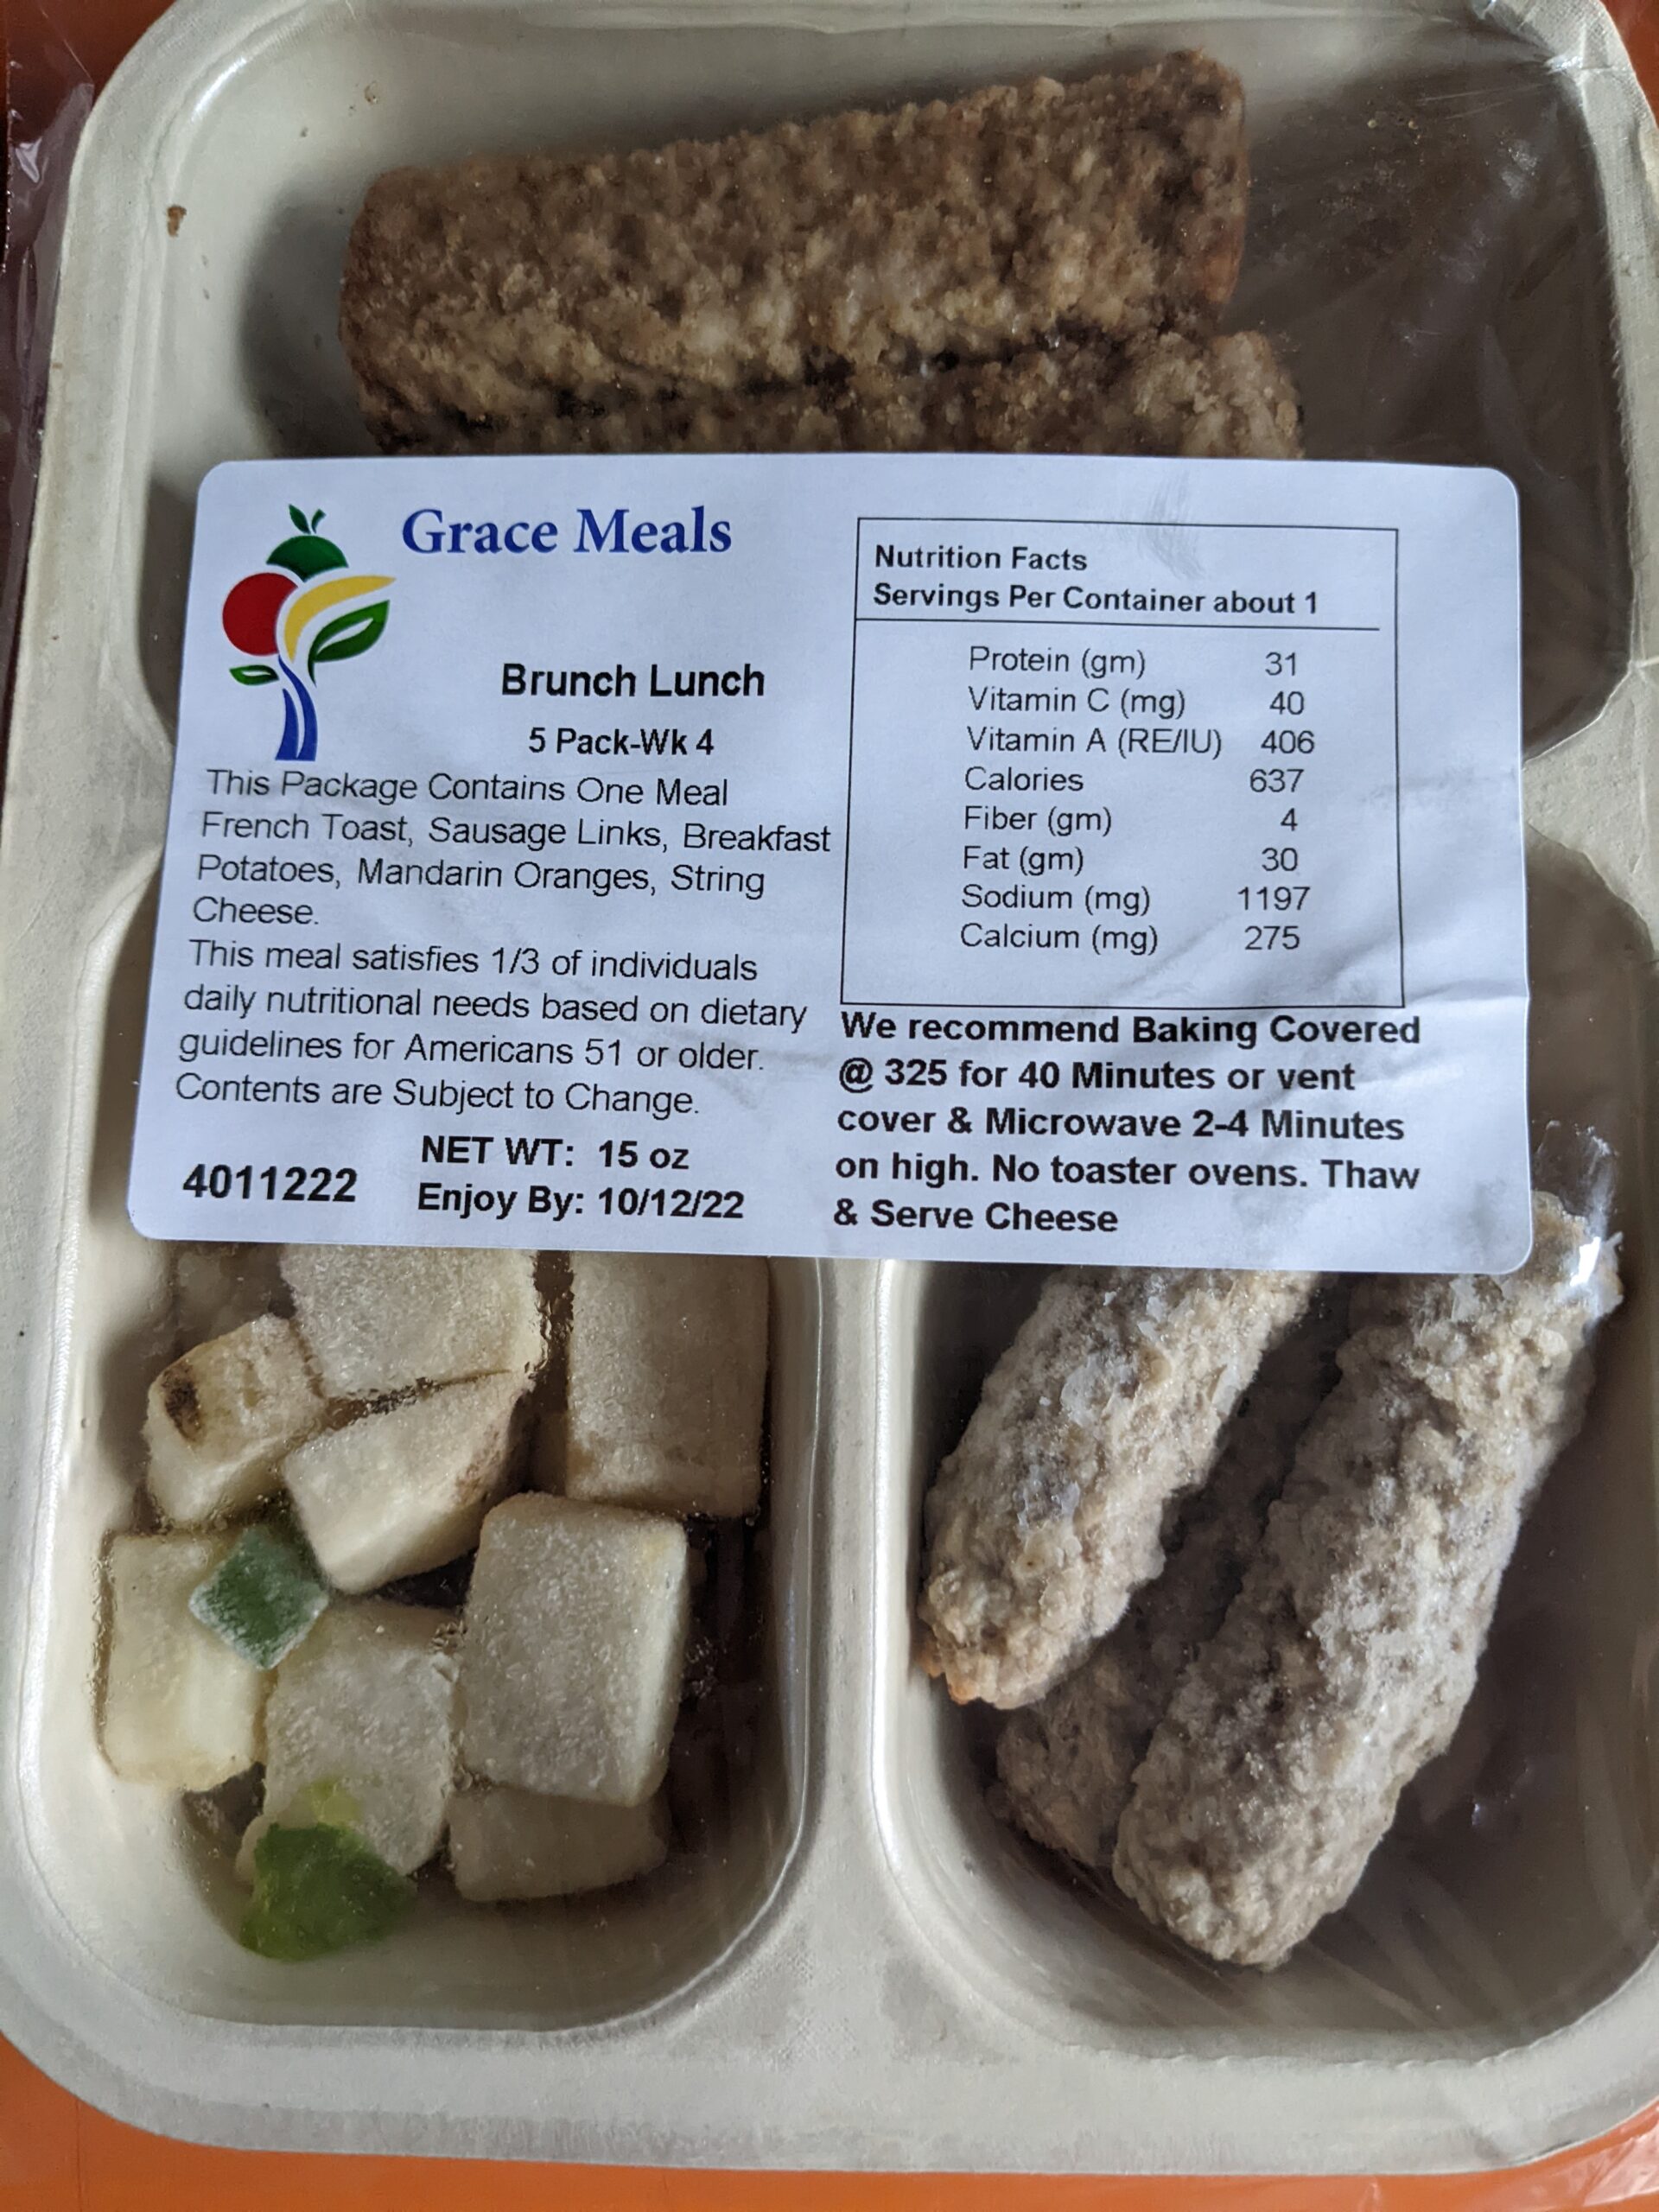 Grace Meals
Brunch Lunch
5 Pack-Wk 4
This Package Contains One Meal
French Toast, Sausage Links, Breakfast
Potatoes, Mandarin Oranges, String
Cheese.
This meal satisfies 1/3 of individuals
daily nutritional needs based on dietary
guidelines for Americans 51 or older.
Contents are Subject to Change.
4011222
NET WT: 15 oz
Enjoy By: 10/12/22
Nutrition Facts
Servings Per Container about 1
Protein (gm) 31
Vitamin C (mg) 40
Vitamin A (RE/IU) 406
Calories 637
Fiber (gm) 4
Fat (gm) 30
Sodium (mg) 1197
Calcium (mg) 275
We recommend Baking Covered
@ 325 for 40 Minutes or vent
cover & Microwave 2-4 Minutes
on high. No toaster ovens. Thaw
& Serve Cheese